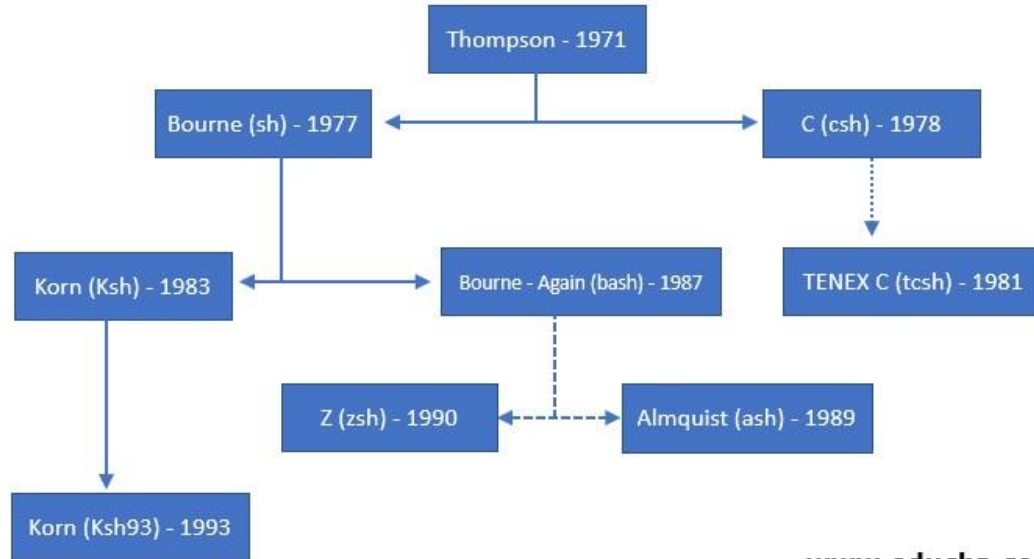 Thompson - 1971
Bourne (sh) - 1977
C (csh) - 1978
Korn (Ksh) - 1983
Bourne - Again (bash) - 1987
TENEX C (tcsh) - 1981
Z (zsh) - 1990
Almquist (ash) - 1989
Korn (Ksh93) - 1993